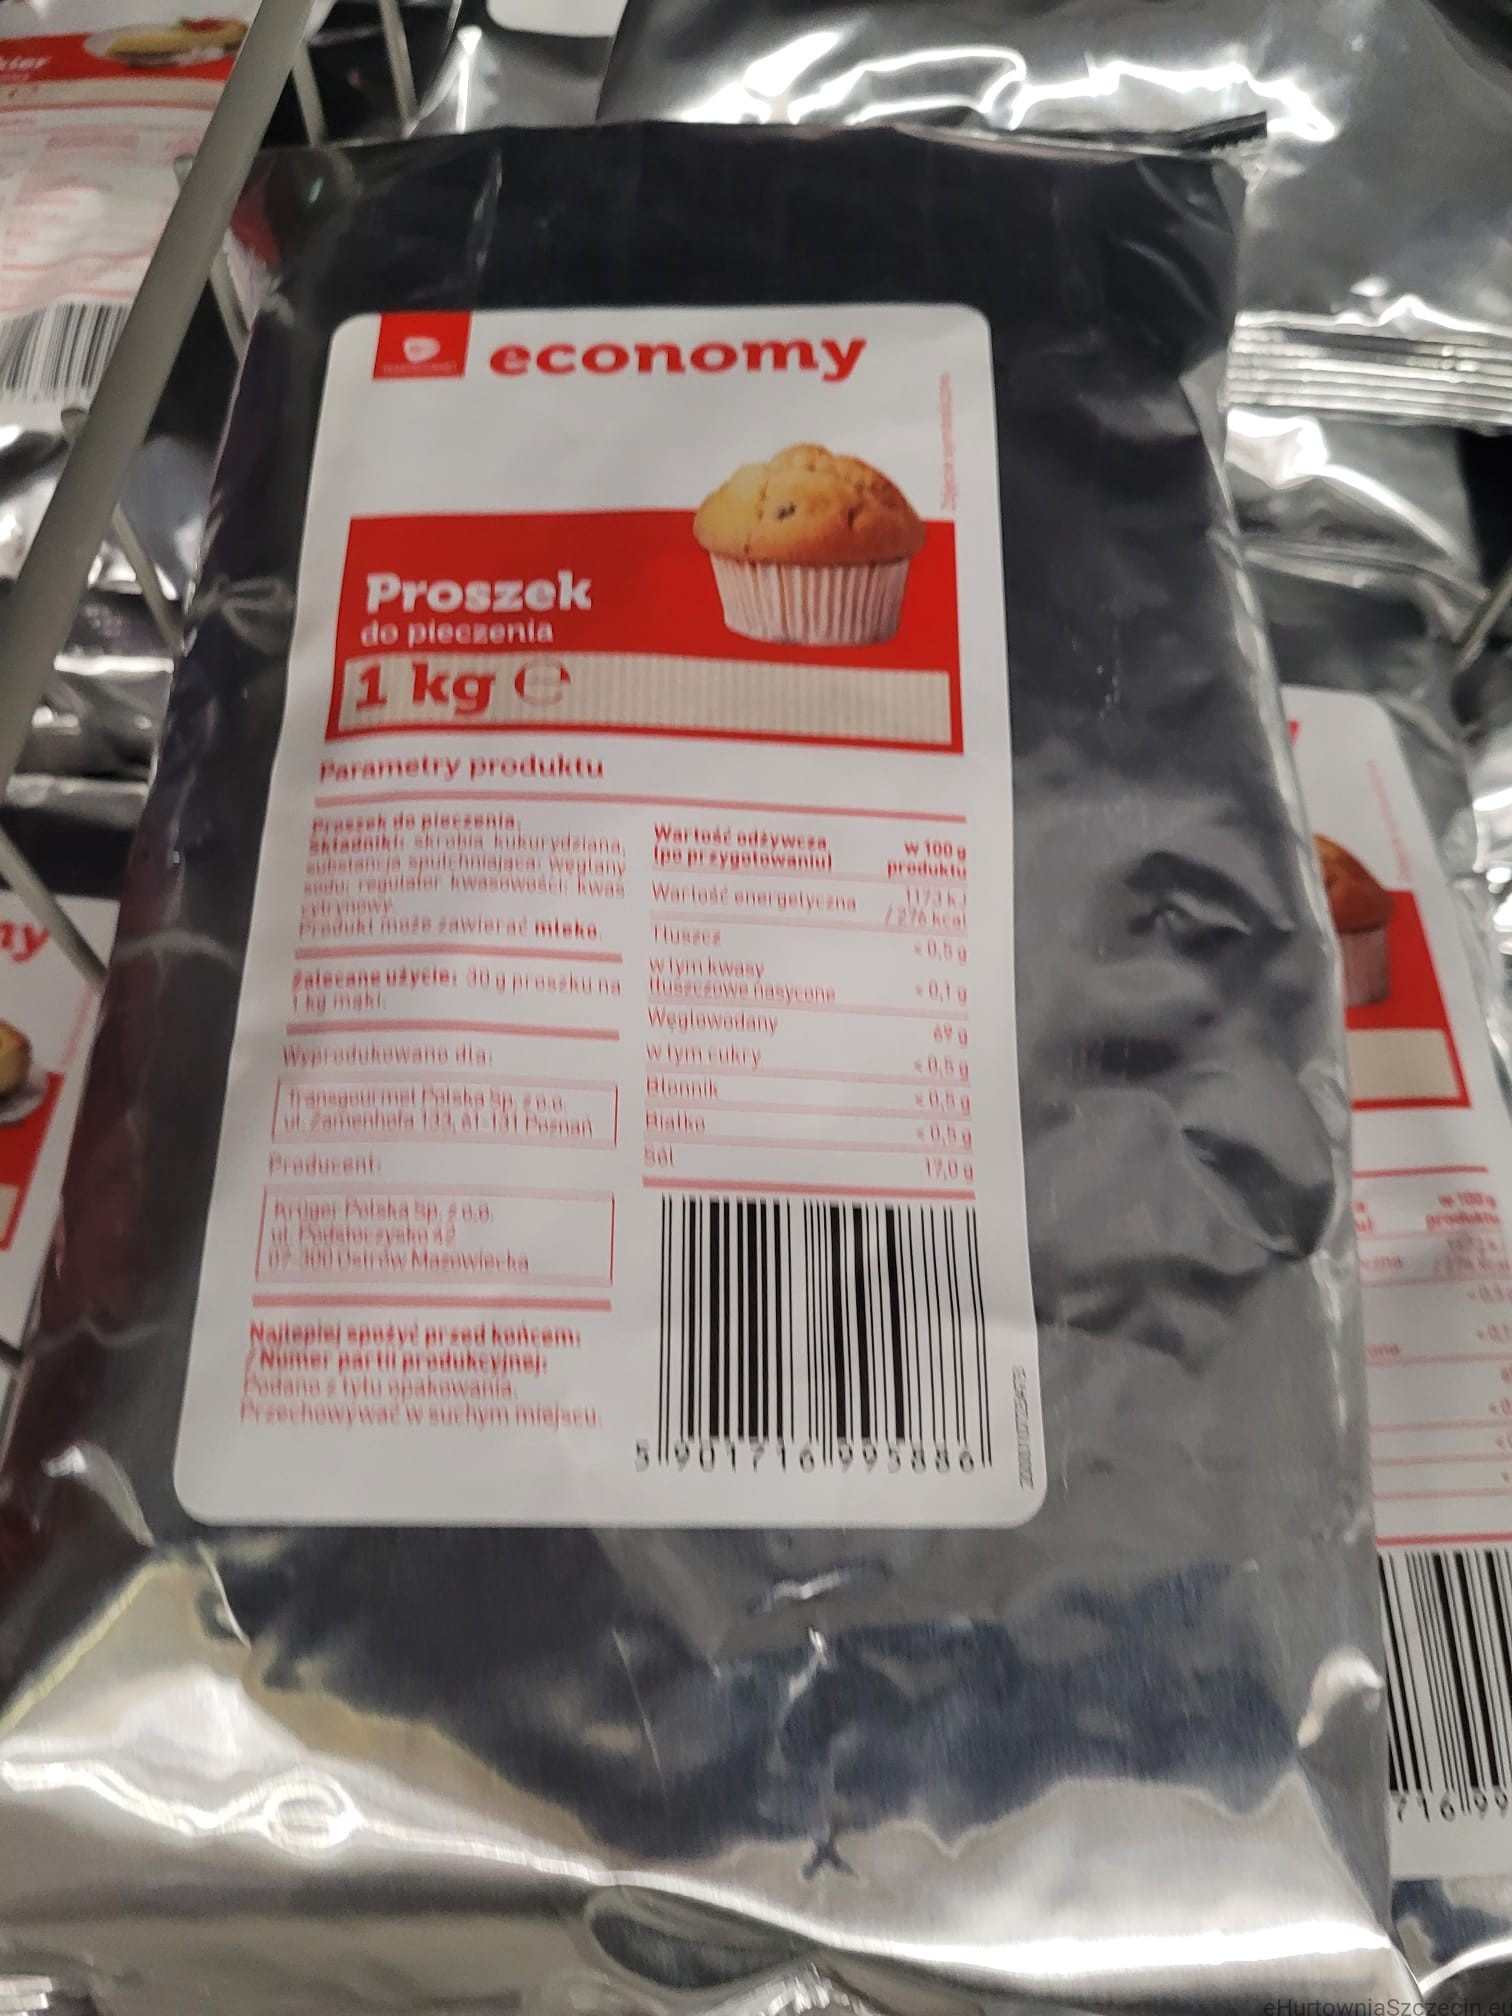 economy
Proszek
do pieczenia
1 kg e
Parametry produktu
Proszek do pieczenia.
Składniki: skrobia kukurydziana,
substancja spulchniająca: węglany
sodu; regulator kwasowości: kwas
cytrynowy.
Produkt może zawierać mleko.
Zalecane użycie: 30 g proszku na
1 kg mąki.
Wyprodukowano dla:
Transgourmet Polska Sp. z o.o.
ul. Zamenhofa 133, 61-131 Poznań
Producent:
Krüger Polska Sp. z o.o.
ul. Podstoczysko 42
07-300 Ostrów Mazowiecka
Najlepiej spożyć przed końcem:
/ Numer partii produkcyjnej:
Podano z tyłu opakowania.
Przechowywać w suchym miejscu.
Wartość odżywcza w 100 g
(po przygotowaniu) produktu
Wartość energetyczna 1173 kJ
/ 276 kcal
Tłuszcz < 0,5 g
w tym kwasy
tłuszczowe nasycone < 0,1 g
Węglowodany 69 g
w tym cukry < 0,5 g
Błonnik < 0,5 g
Białko < 0,5 g
Sól 17,0 g
5 901716 995886
eHurtowniaSzczecin